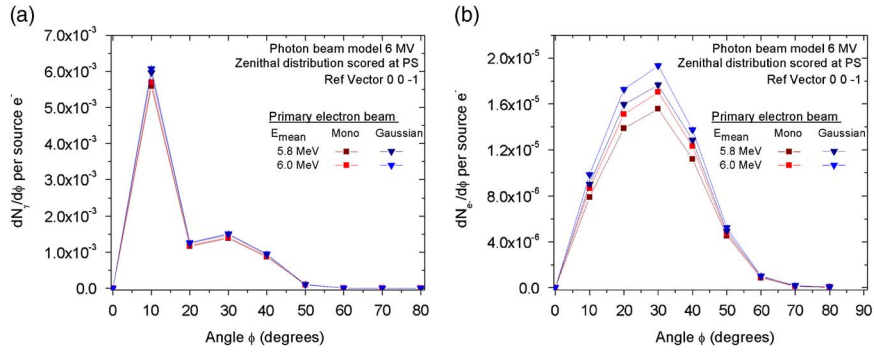 (a)
7.0x10-3
6.0x10-3
5.0x10-3
4.0x10-3
3.0x10-3
2.0x10-3
1.0x10-3
0.0
dNγ/dϕ per source e-
Photon beam model 6 MV
Zenithal distribution scored at PS
Ref Vector 0 0 -1
Primary electron beam
Emean Mono Gaussian
5.8 MeV
6.0 MeV
0 10 20 30 40 50 60 70 80
Angle ϕ (degrees)
(b)
2.0x10-5
1.6x10-5
1.2x10-5
8.0x10-6
4.0x10-6
0.0
dNe-/dϕ per source e-
Photon beam model 6 MV
Zenithal distribution scored at PS
Ref Vector 0 0 -1
Primary electron beam
Emean Mono Gaussian
5.8 MeV
6.0 MeV
0 10 20 30 40 50 60 70 80 90
Angle ϕ (degrees)